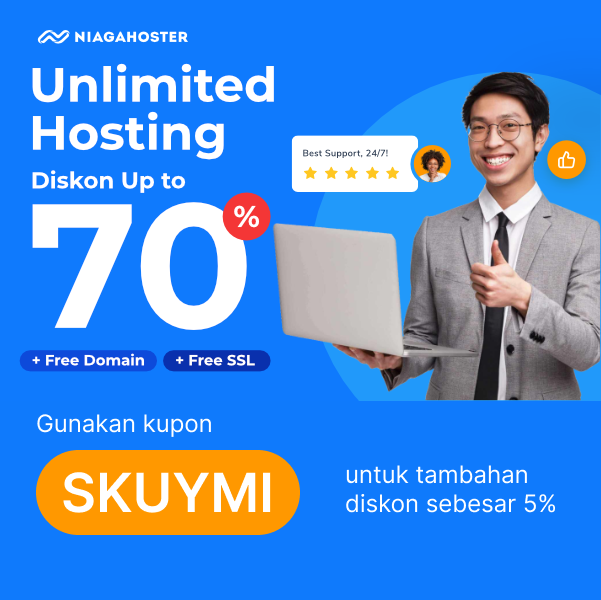 NIAGAHOSTER
Unlimited
Hosting
Diskon Up to
70%
+ Free Domain
+ Free SSL
Best Support, 24/7!
Gunakan kupon
SKUYMI
untuk tambahan
diskon sebesar 5%